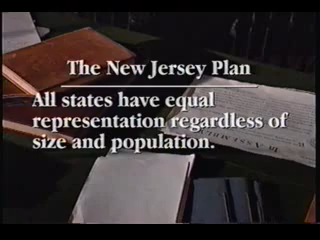 The New Jersey Plan
All states have equal
representation regardless of
size and population.